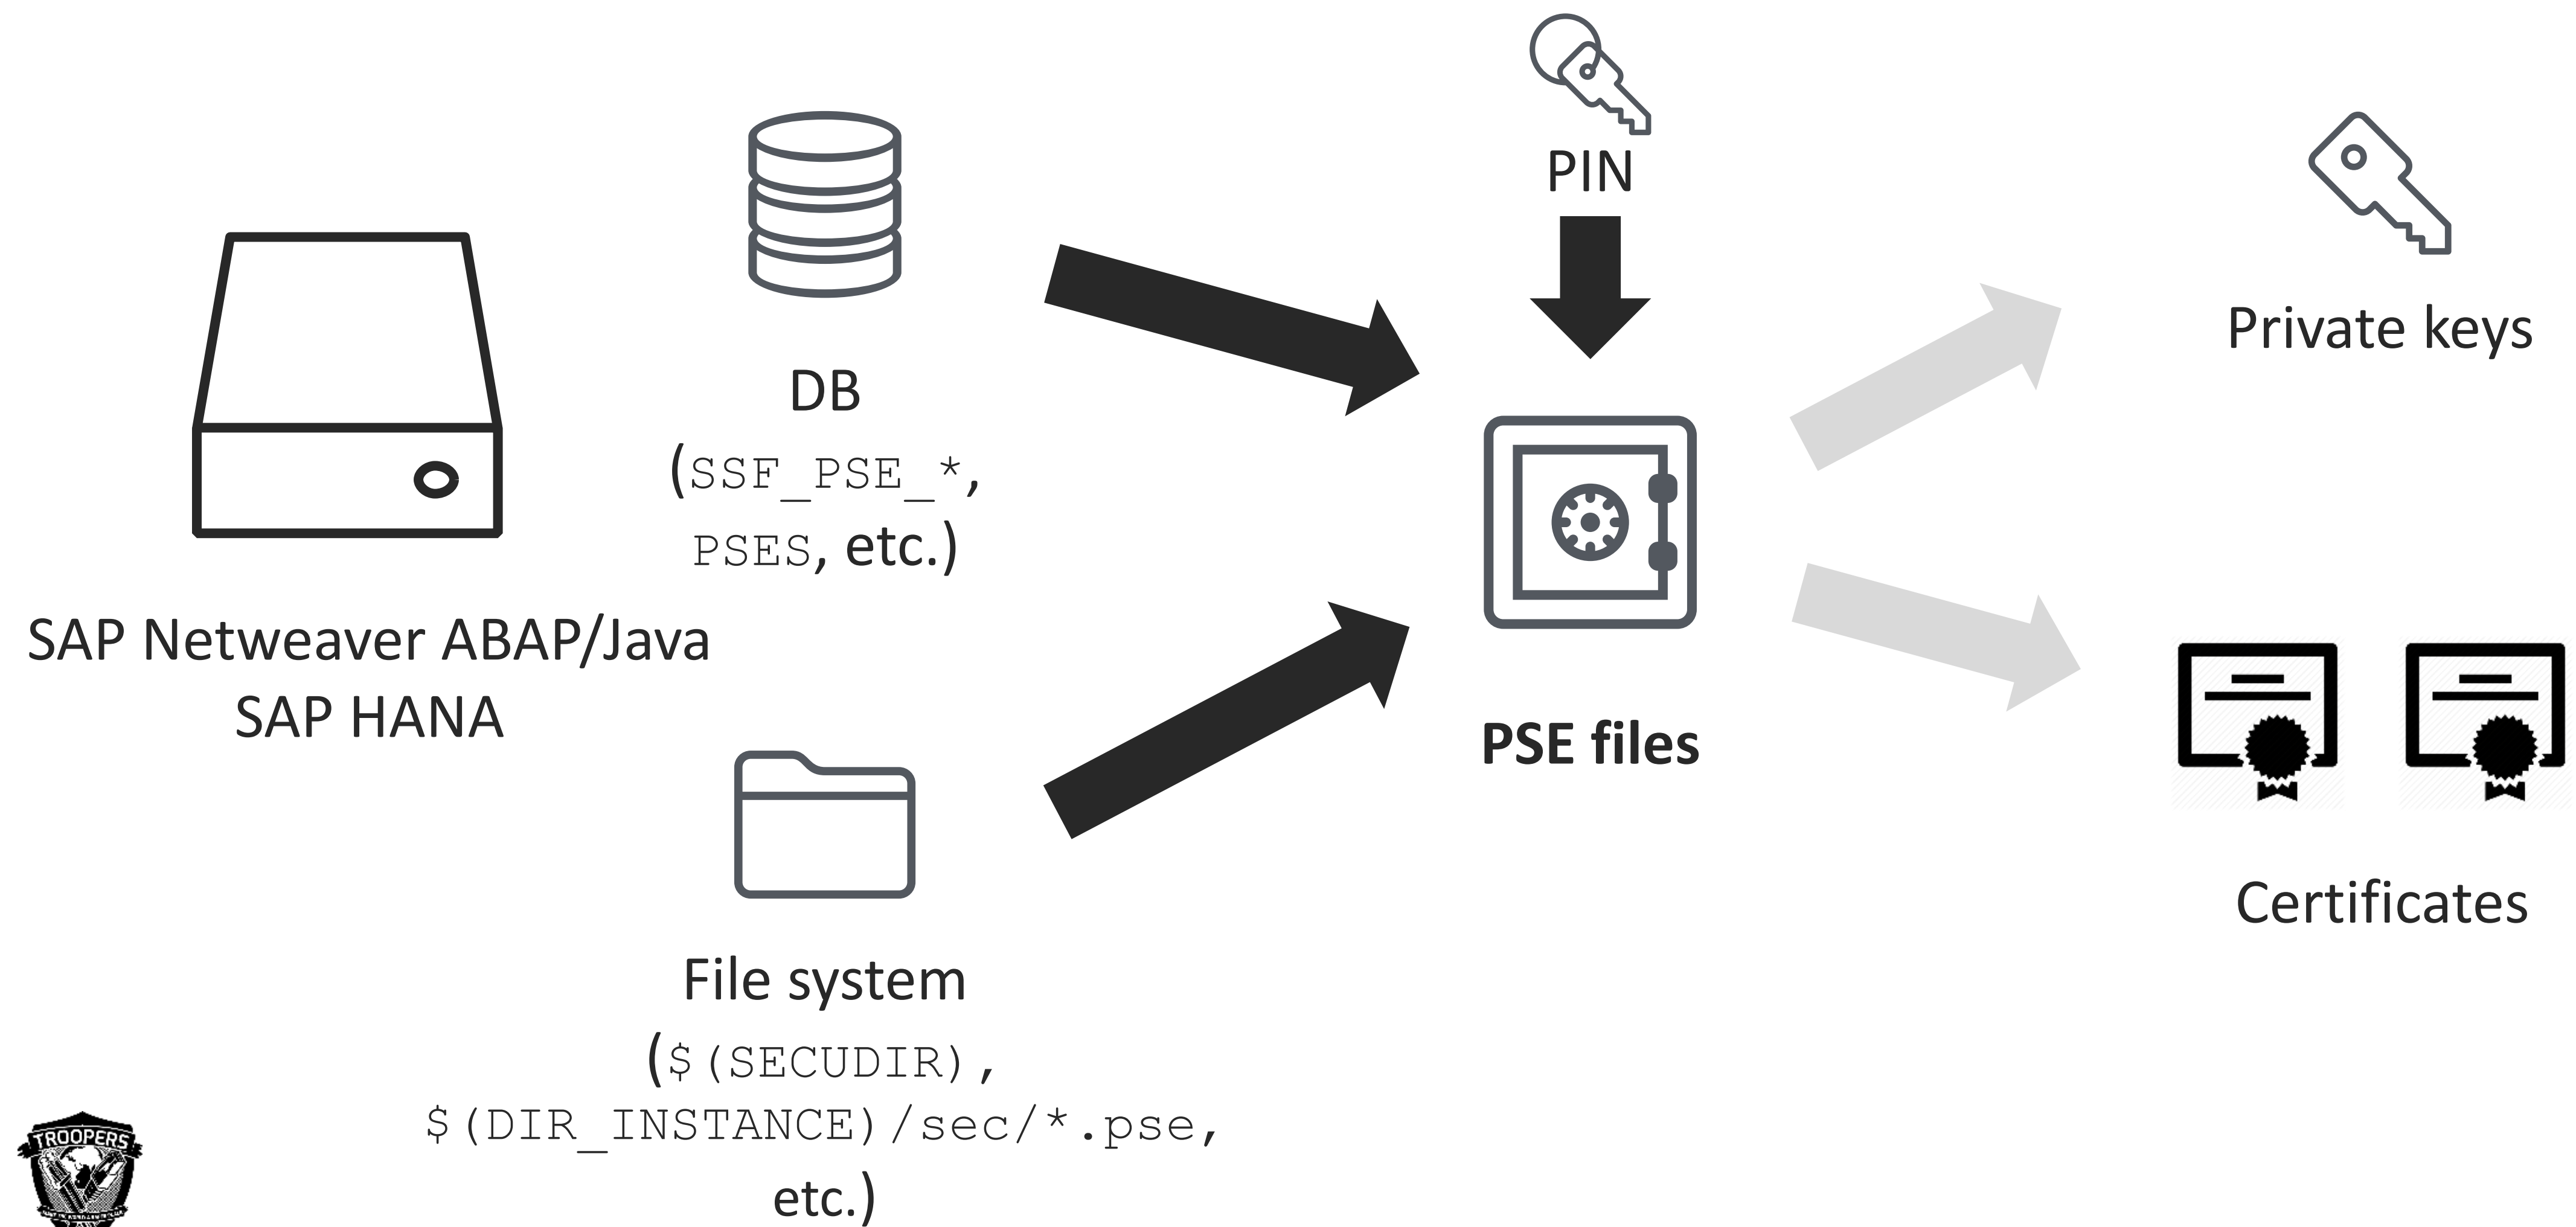 PIN
Private keys
DB
(SSF_PSE_*,
PSES, etc.)
SAP Netweaver ABAP/Java
SAP HANA
PSE files
Certificates
File system
($(SECUDIR),
$(DIR_INSTANCE)/sec/*.pse,
etc.)
TROOPERS